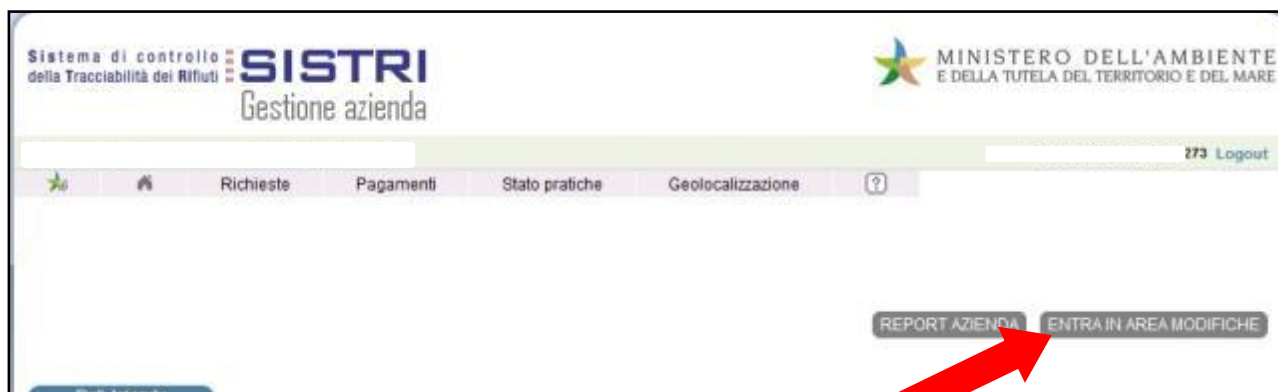 Sistema di controllo
della Tracciabilità dei Rifiuti
SISTRI
Gestione azienda
MINISTERO DELL'AMBIENTE
E DELLA TUTELA DEL TERRITORIO E DEL MARE
273 Logout
Richieste Pagamenti Stato pratiche Geolocalizzazione ?
REPORT AZIENDA ENTRA IN AREA MODIFICHE